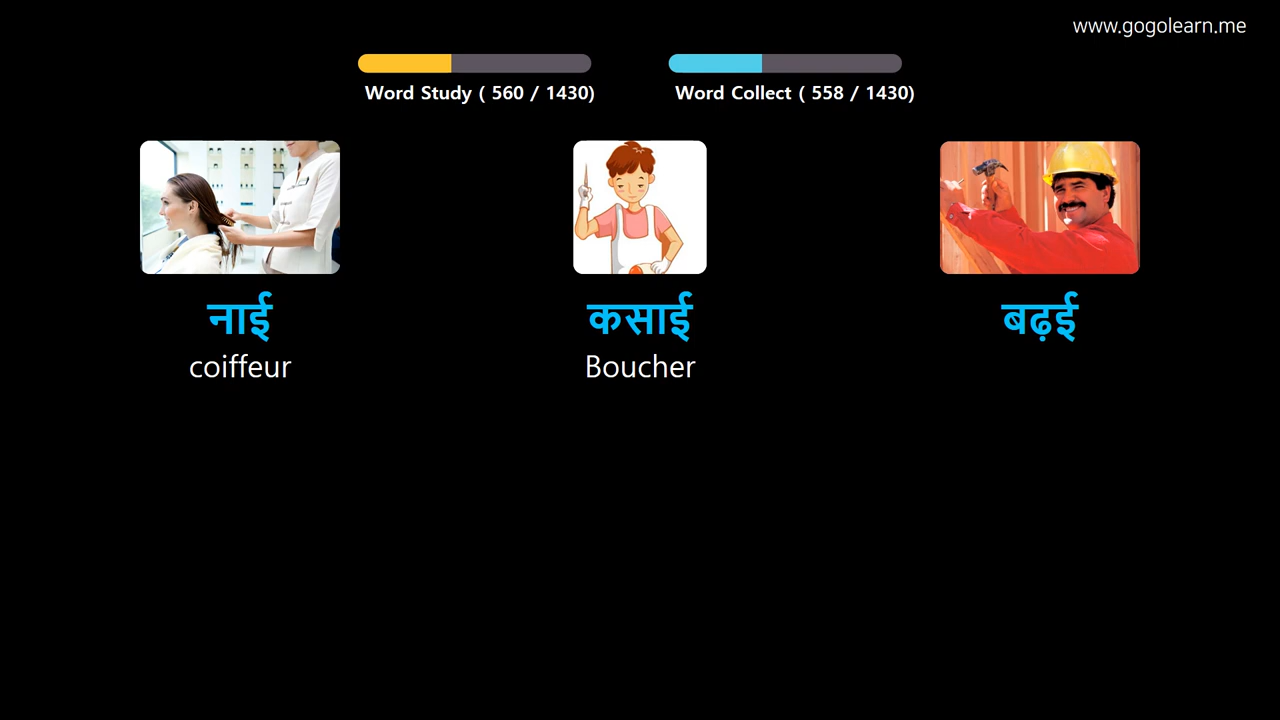 www.gogolearn.me
Word Study ( 560 / 1430)
Word Collect ( 558 / 1430)
नाई
कसाई
बढ़ई
coiffeur
Boucher